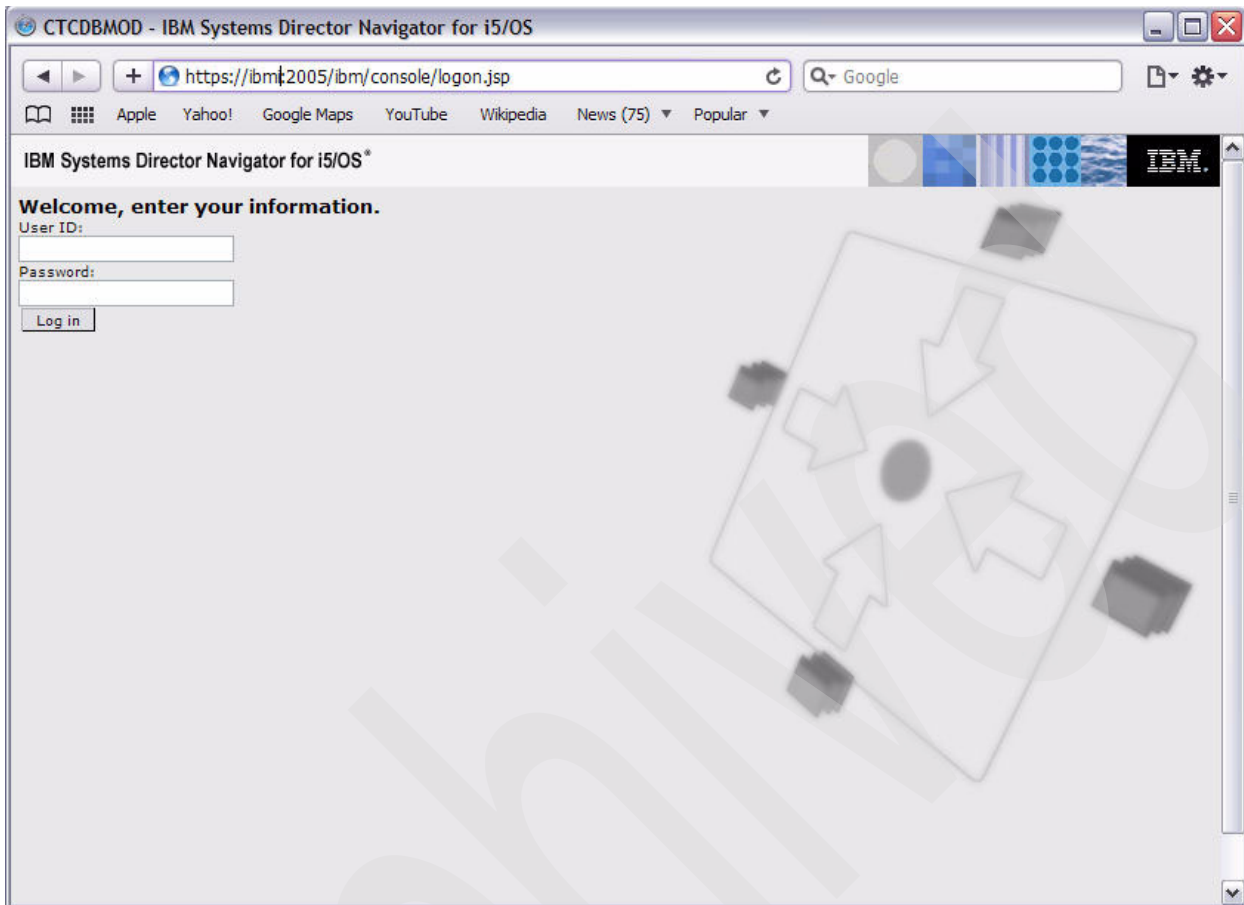 CTCDBMOD - IBM Systems Director Navigator for i5/OS
https://ibmi:2005/ibm/console/logon.jsp
Google
Apple Yahoo! Google Maps YouTube Wikipedia News (75) Popular
IBM Systems Director Navigator for i5/OS®
IBM.
Welcome, enter your information.
User ID:
Password:
Log in